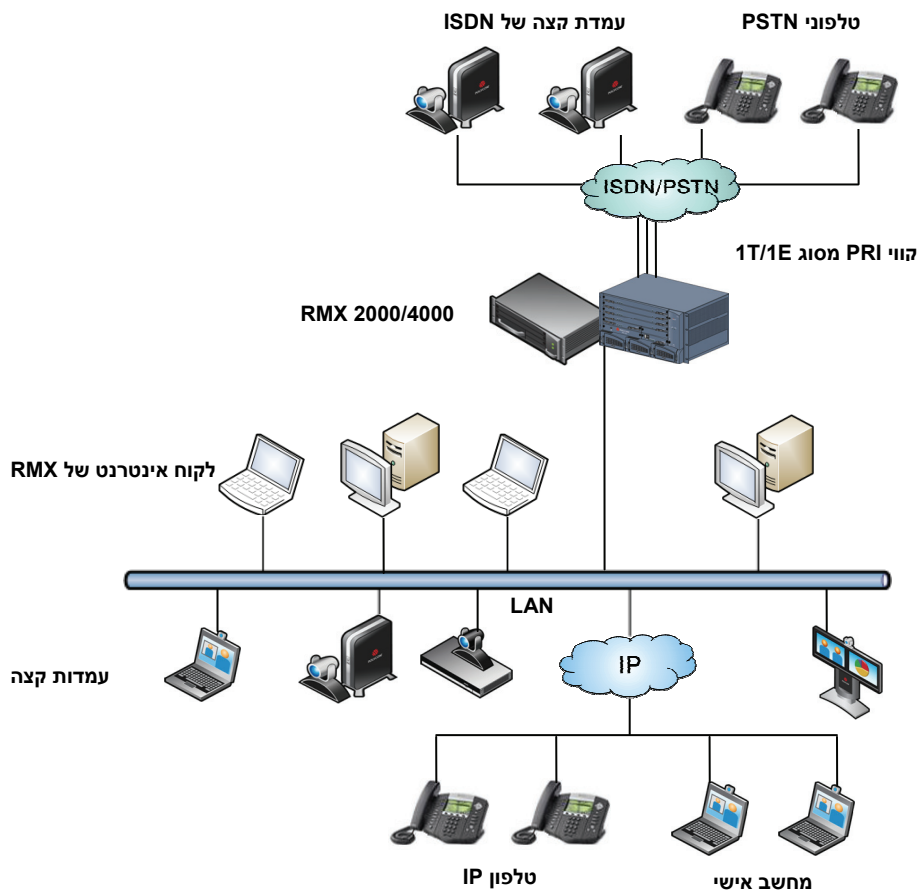 טלפוני PSTN
עמדת קצה של ISDN
ISDN/PSTN
קווי PRI מסוג 1T/1E
RMX 2000/4000
לקוח אינטרנט של RMX
LAN
עמדות קצה
IP
טלפון IP
מחשב אישי